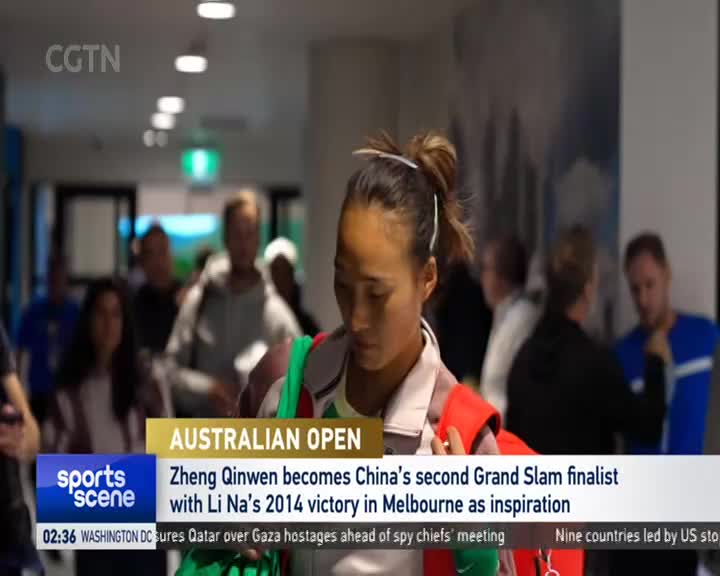 CGTN
AUSTRALIAN OPEN
sports
scene
Zheng Qinwen becomes China's second Grand Slam finalist
with Li Na's 2014 victory in Melbourne as inspiration
02:36 WASHINGTON DC sures Qatar over Gaza hostages ahead of spy chiefs' meeting Nine countries led by US sto